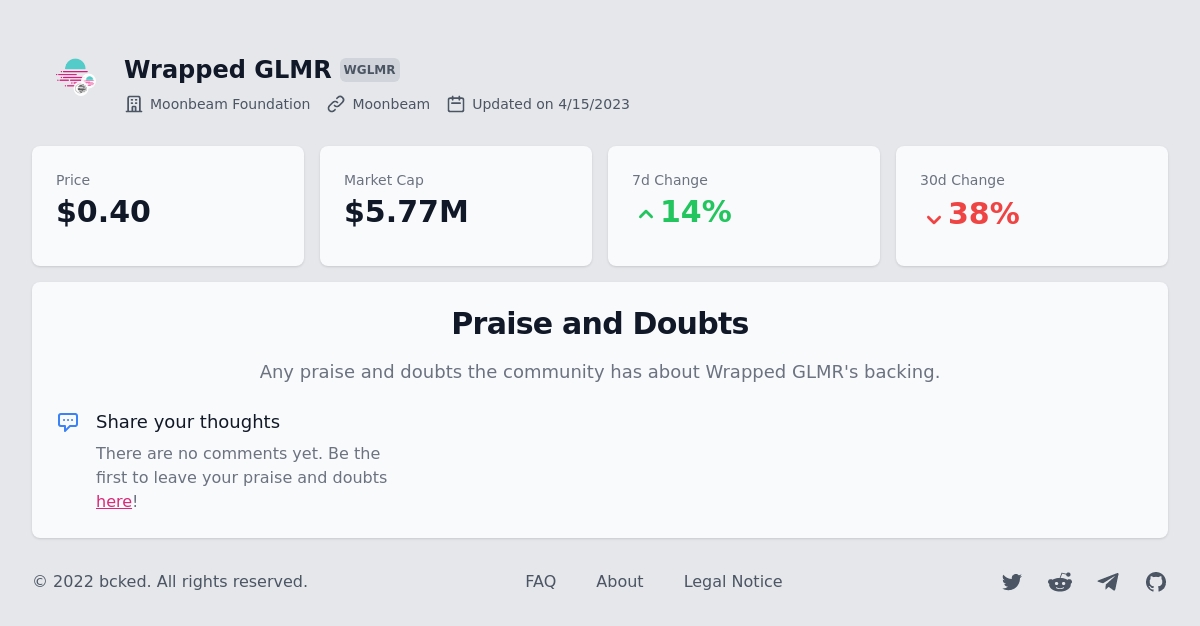 Wrapped GLMR WGLMR
Moonbeam Foundation Moonbeam Updated on 4/15/2023
Price
$0.40
Market Cap
$5.77M
7d Change
14%
30d Change
38%
Praise and Doubts
Any praise and doubts the community has about Wrapped GLMR's backing.
Share your thoughts
There are no comments yet. Be the
first to leave your praise and doubts
here!
© 2022 bcked. All rights reserved.
FAQ About Legal Notice